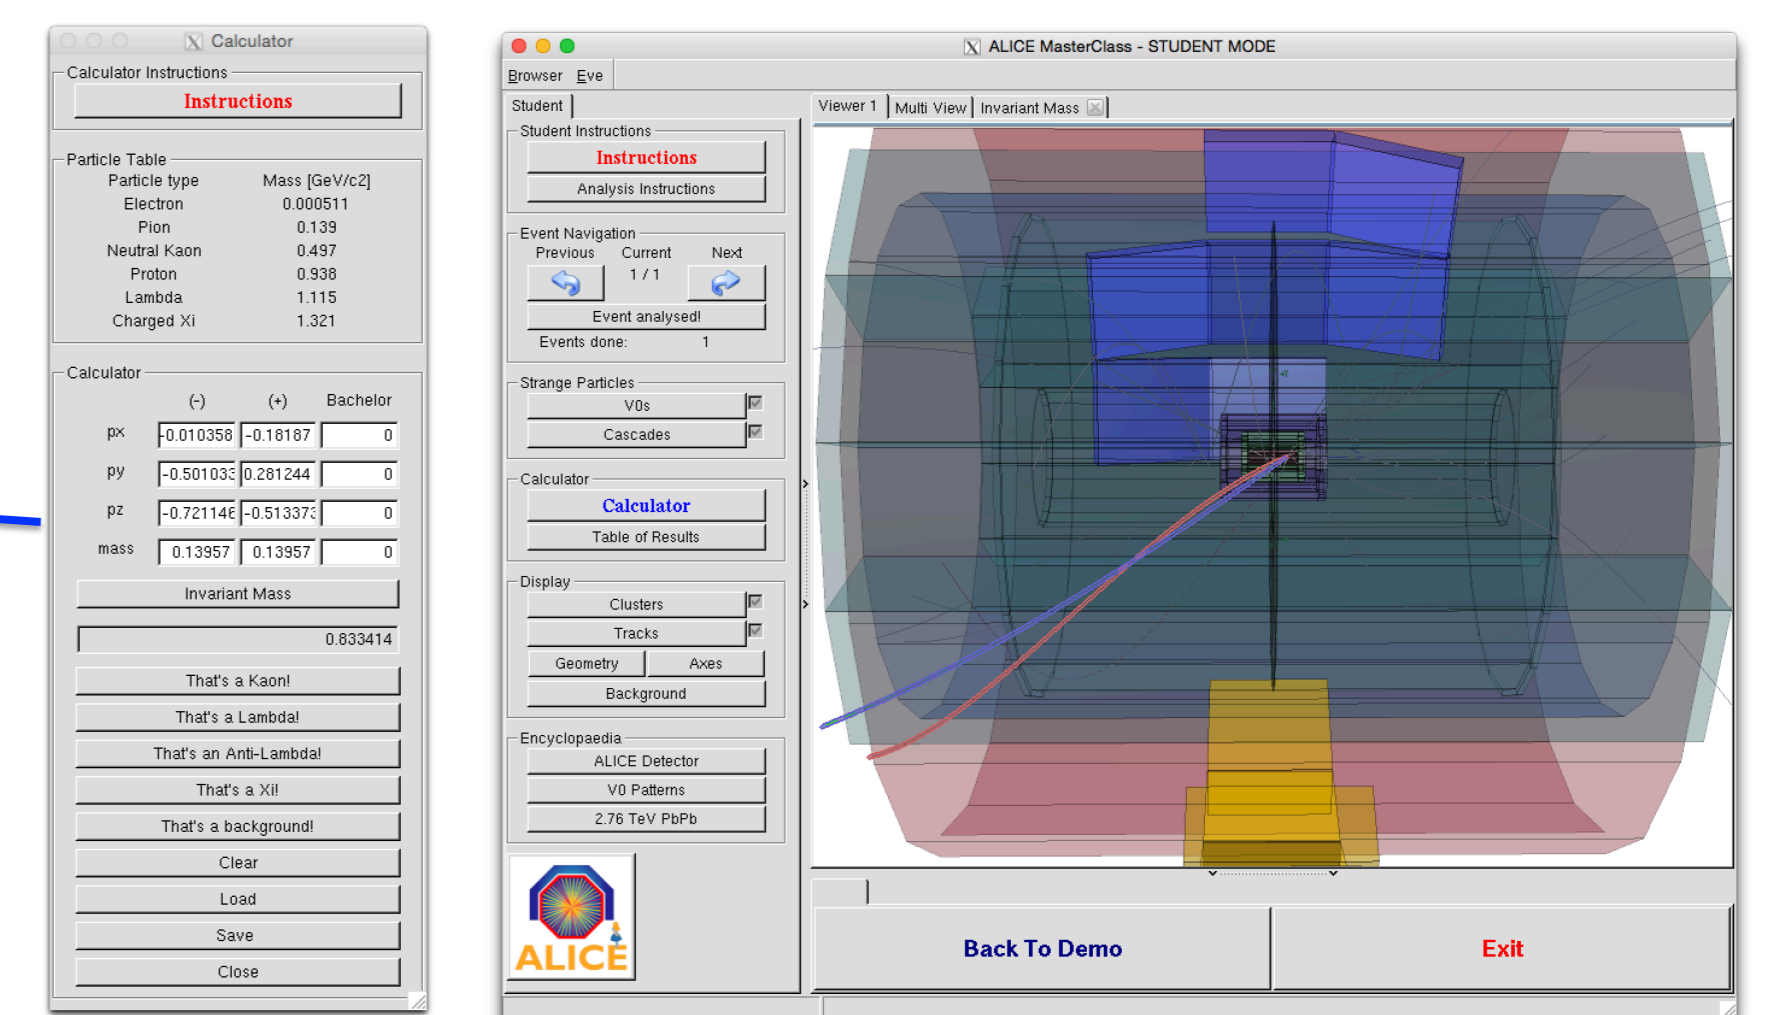 Calculator
Calculator Instructions
Instructions
Particle Table
Particle type Mass [GeV/c2]
Electron 0.000511
Pion 0.139
Neutral Kaon 0.497
Proton 0.938
Lambda 1.115
Charged Xi 1.321
Calculator
(-) (+) Bachelor
px -0.010358 -0.18187 0
py -0.501033 0.281244 0
pz -0.721146 -0.513373 0
mass 0.13957 0.13957 0
Invariant Mass
0.833414
That's a Kaon!
That's a Lambda!
That's an Anti-Lambda!
That's a Xi!
That's a background!
Clear
Load
Save
Close
ALICE MasterClass - STUDENT MODE
Browser Eve
Student
Student Instructions
Instructions
Analysis Instructions
Event Navigation
Previous Current Next
1 / 1
Event analysed!
Events done: 1
Strange Particles
V0s
Cascades
Calculator
Calculator
Table of Results
Display
Clusters
Tracks
Geometry Axes
Background
Encyclopaedia
ALICE Detector
V0 Patterns
2.76 TeV PbPb
ALICE
Viewer 1 Multi View Invariant Mass
Back To Demo Exit